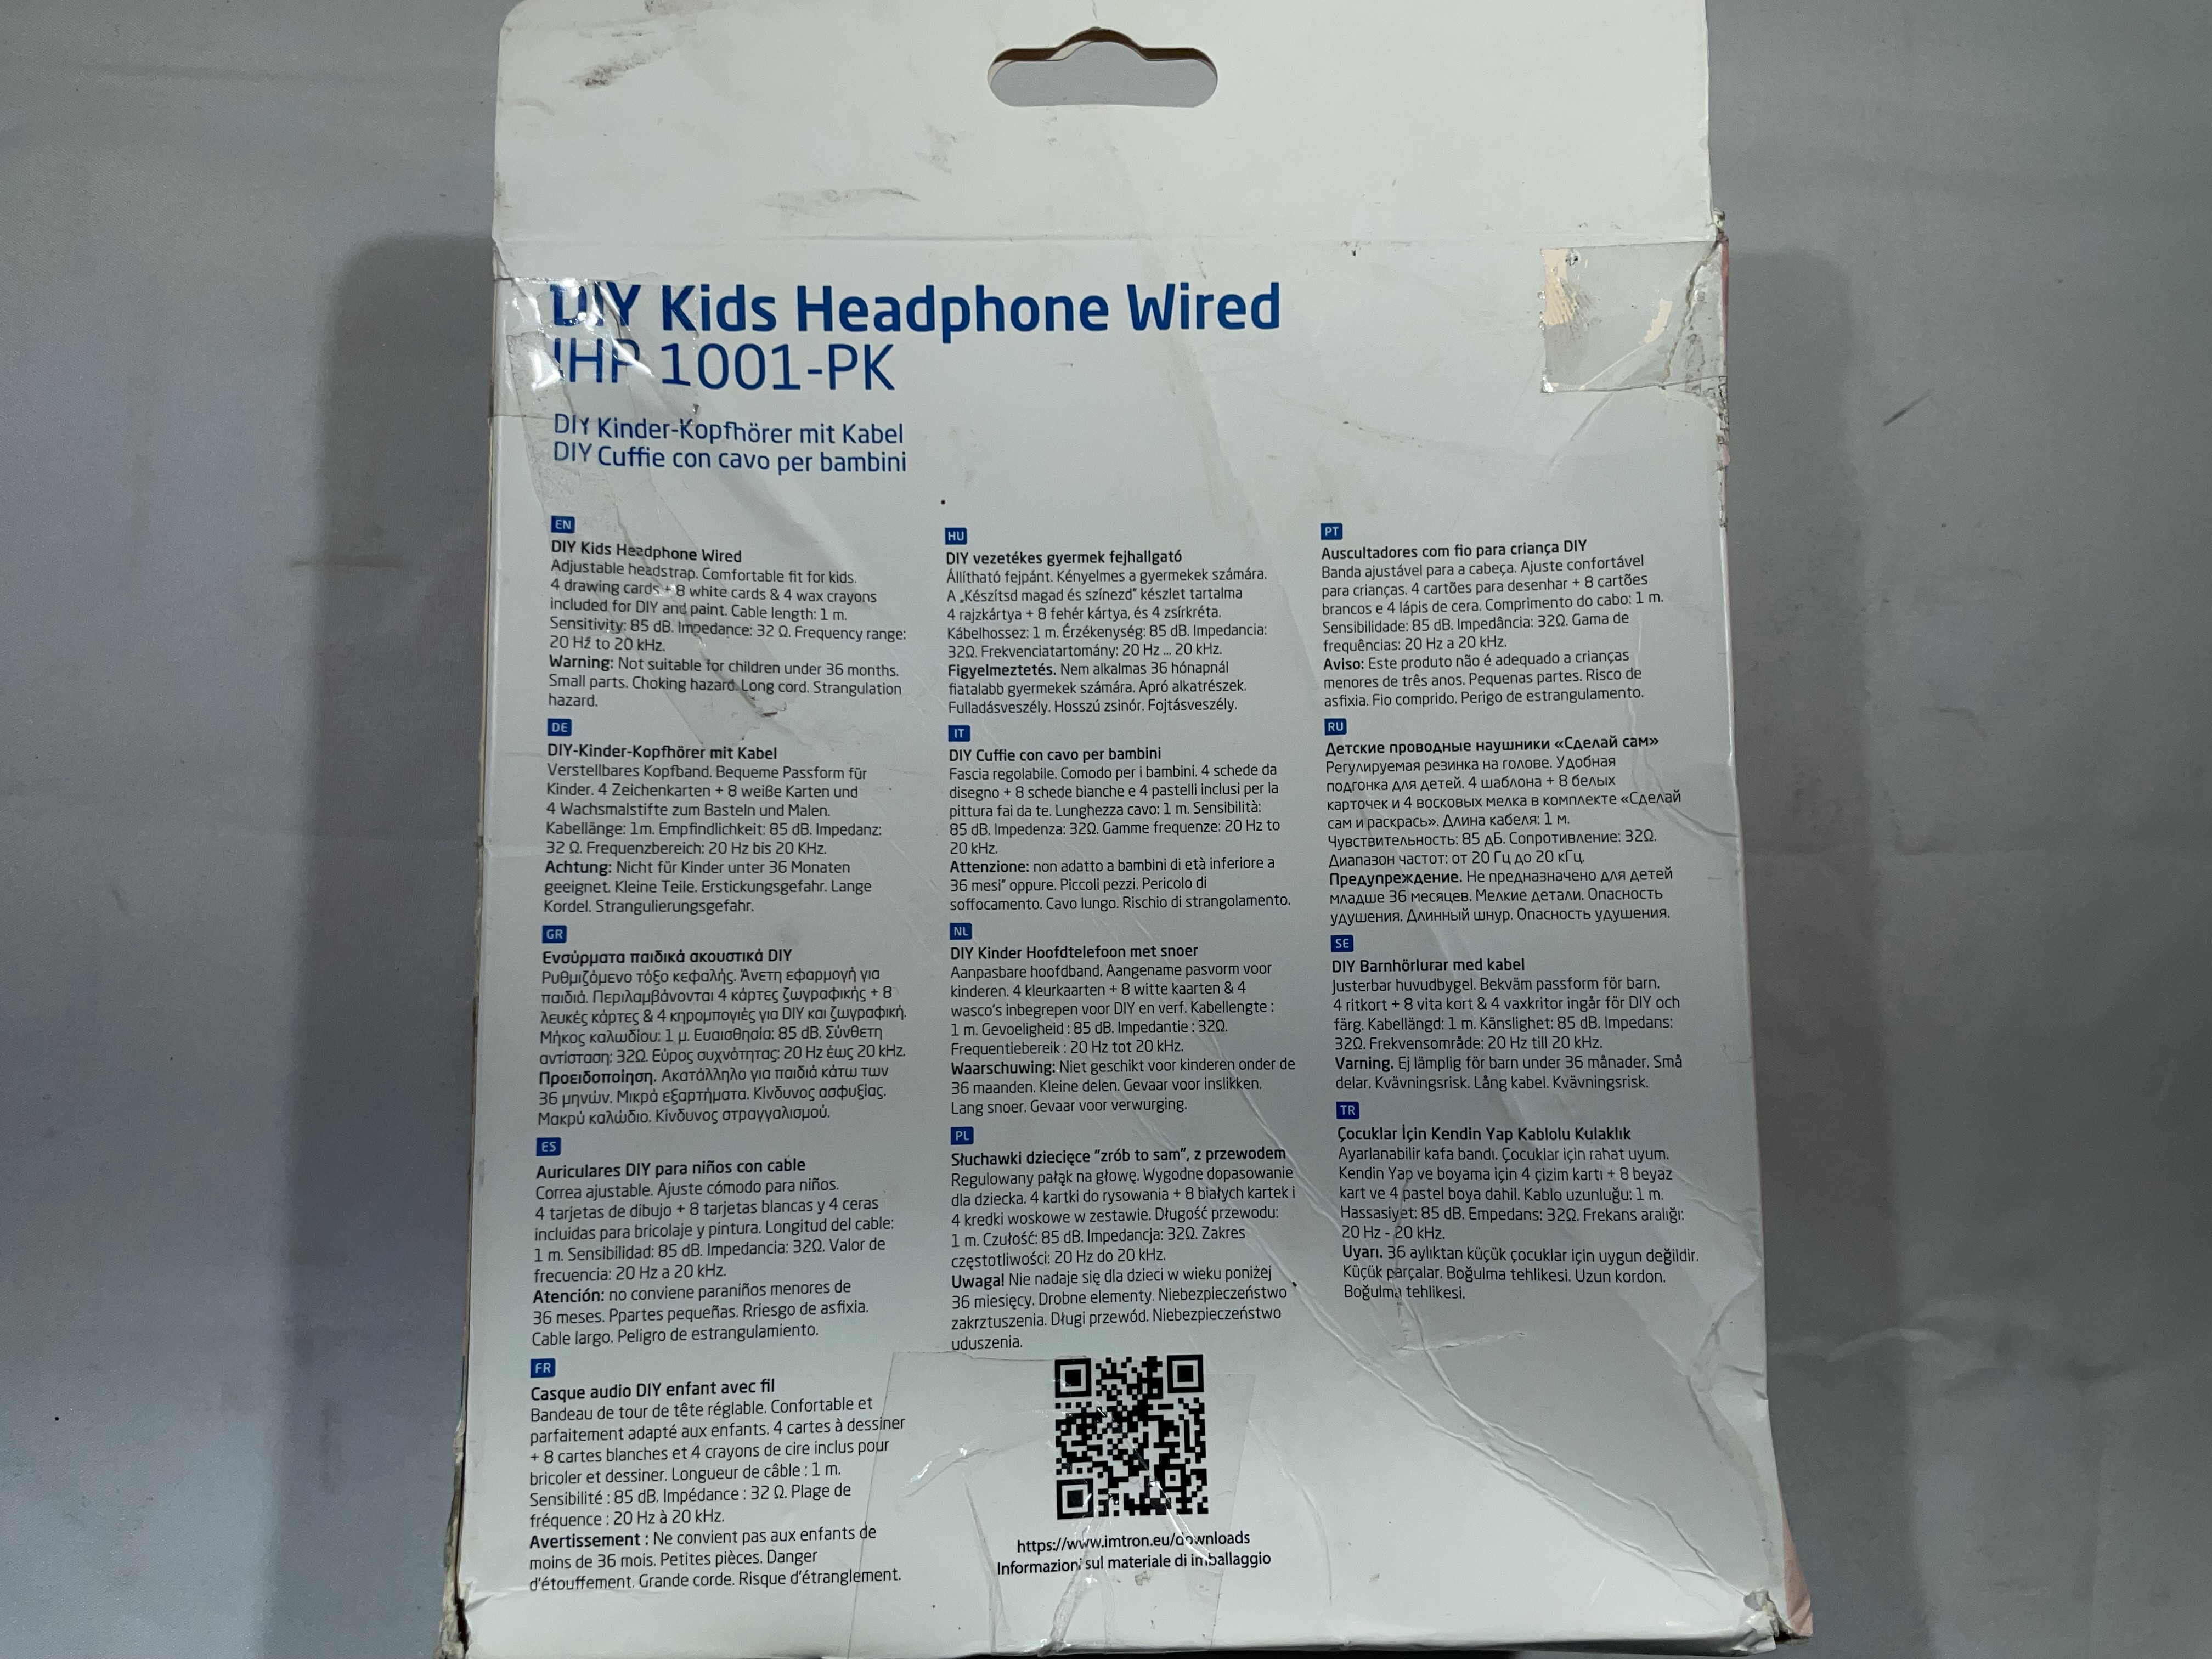 DIY Kids Headphone Wired
IHP 1001-PK
DIY Kinder-Kopfhörer mit Kabel
DIY Cuffie con cavo per bambini
EN
DIY Kids Headphone Wired
Adjustable headstrap. Comfortable fit for kids.
4 drawing cards + 8 white cards & 4 wax crayons
included for DIY and paint. Cable length: 1 m.
Sensitivity: 85 dB. Impedance: 32 Ω. Frequency range:
20 Hz to 20 kHz.
Warning: Not suitable for children under 36 months.
Small parts. Choking hazard. Long cord. Strangulation
hazard.
DE
DIY-Kinder-Kopfhörer mit Kabel
Verstellbares Kopfband. Bequeme Passform für
Kinder. 4 Zeichenkarten + 8 weiße Karten und
4 Wachsmalstifte zum Basteln und Malen.
Kabellänge: 1m. Empfindlichkeit: 85 dB. Impedanz:
32 Ω. Frequenzbereich: 20 Hz bis 20 KHz.
Achtung: Nicht für Kinder unter 36 Monaten
geeignet. Kleine Teile. Erstickungsgefahr. Lange
Kordel. Strangulierungsgefahr.
GR
Ενσύρματα παιδικά ακουστικά DIY
Ρυθμιζόμενο τόξο κεφαλής. Άνετη εφαρμογή για
παιδιά. Περιλαμβάνονται 4 κάρτες ζωγραφικής + 8
λευκές κάρτες & 4 κηρομπογιές για DIY και ζωγραφική.
Μήκος καλωδίου: 1 μ. Ευαισθησία: 85 dB. Σύνθετη
αντίσταση: 32Ω. Εύρος συχνότητας: 20 Hz έως 20 kHz.
Προειδοποίηση. Ακατάλληλο για παιδιά κάτω των
36 μηνών. Μικρά εξαρτήματα. Κίνδυνος ασφυξίας.
Μακρύ καλώδιο. Κίνδυνος στραγγαλισμού.
ES
Auriculares DIY para niños con cable
Correa ajustable. Ajuste cómodo para niños.
4 tarjetas de dibujo + 8 tarjetas blancas y 4 ceras
incluidas para bricolaje y pintura. Longitud del cable:
1 m. Sensibilidad: 85 dB. Impedancia: 32Ω. Valor de
frecuencia: 20 Hz a 20 kHz.
Atención: no conviene paraniños menores de
36 meses. Ppartes pequeñas. Rriesgo de asfixia.
Cable largo. Peligro de estrangulamiento.
FR
Casque audio DIY enfant avec fil
Bandeau de tour de tête réglable. Confortable et
parfaitement adapté aux enfants. 4 cartes à dessiner
+ 8 cartes blanches et 4 crayons de cire inclus pour
bricoler et dessiner. Longueur de câble : 1 m.
Sensibilité : 85 dB. Impédance : 32 Ω. Plage de
fréquence : 20 Hz à 20 kHz.
Avertissement : Ne convient pas aux enfants de
moins de 36 mois. Petites pièces. Danger
d'étouffement. Grande corde. Risque d'étranglement.
HU
DIY vezetékes gyermek fejhallgató
Állítható fejpánt. Kényelmes a gyermekek számára.
A „Készítsd magad és színezd" készlet tartalma
4 rajzkártya + 8 fehér kártya, és 4 zsírkréta.
Kábelhossez: 1 m. Érzékenység: 85 dB. Impedancia:
32Ω. Frekvenciatartomány: 20 Hz ... 20 kHz.
Figyelmeztetés. Nem alkalmas 36 hónapnál
fiatalabb gyermekek számára. Apró alkatrészek.
Fulladásveszély. Hosszú zsinór. Fojtásveszély.
IT
DIY Cuffie con cavo per bambini
Fascia regolabile. Comodo per i bambini. 4 schede da
disegno + 8 schede bianche e 4 pastelli inclusi per la
pittura fai da te. Lunghezza cavo: 1 m. Sensibilità:
85 dB. Impedenza: 32Ω. Gamme frequenze: 20 Hz to
20 kHz.
Attenzione: non adatto a bambini di età inferiore a
36 mesi" oppure. Piccoli pezzi. Pericolo di
soffocamento. Cavo lungo. Rischio di strangolamento.
NL
DIY Kinder Hoofdtelefoon met snoer
Aanpasbare hoofdband. Aangename pasvorm voor
kinderen. 4 kleurkaarten + 8 witte kaarten & 4
wasco's inbegrepen voor DIY en verf. Kabellengte :
1 m. Gevoeligheid : 85 dB. Impedantie : 32Ω.
Frequentiebereik : 20 Hz tot 20 kHz.
Waarschuwing: Niet geschikt voor kinderen onder de
36 maanden. Kleine delen. Gevaar voor inslikken.
Lang snoer. Gevaar voor verwurging.
PL
Słuchawki dziecięce "zrób to sam", z przewodem
Regulowany pałąk na głowę. Wygodne dopasowanie
dla dziecka. 4 kartki do rysowania + 8 białych kartek i
4 kredki woskowe w zestawie. Długość przewodu:
1 m. Czułość: 85 dB. Impedancja: 32Ω. Zakres
częstotliwości: 20 Hz do 20 kHz.
Uwaga! Nie nadaje się dla dzieci w wieku poniżej
36 miesięcy. Drobne elementy. Niebezpieczeństwo
zakrztuszenia. Długi przewód. Niebezpieczeństwo
uduszenia.
https://www.imtron.eu/downloads
Informazioni sul materiale di imballaggio
PT
Auscultadores com fio para criança DIY
Banda ajustável para a cabeça. Ajuste confortável
para crianças. 4 cartões para desenhar + 8 cartões
brancos e 4 lápis de cera. Comprimento do cabo: 1 m.
Sensibilidade: 85 dB. Impedância: 32Ω. Gama de
frequências: 20 Hz a 20 kHz.
Aviso: Este produto não é adequado a crianças
menores de três anos. Pequenas partes. Risco de
asfixia. Fio comprido. Perigo de estrangulamento.
RU
Детские проводные наушники «Сделай сам»
Регулируемая резинка на голове. Удобная
подгонка для детей. 4 шаблона + 8 белых
карточек и 4 восковых мелка в комплекте «Сделай
сам и раскрась». Длина кабеля: 1 м.
Чувствительность: 85 дБ. Сопротивление: 32Ω.
Диапазон частот: от 20 Гц до 20 кГц.
Предупреждение. Не предназначено для детей
младше 36 месяцев. Мелкие детали. Опасность
удушения. Длинный шнур. Опасность удушения.
SE
DIY Barnhörlurar med kabel
Justerbar huvudbygel. Bekväm passform för barn.
4 ritkort + 8 vita kort & 4 vaxkritor ingår för DIY och
färg. Kabellängd: 1 m. Känslighet: 85 dB. Impedans:
32Ω. Frekvensområde: 20 Hz till 20 kHz.
Varning. Ej lämplig för barn under 36 månader. Små
delar. Kvävningsrisk. Lång kabel. Kvävningsrisk.
TR
Çocuklar İçin Kendin Yap Kablolu Kulaklık
Ayarlanabilir kafa bandı. Çocuklar için rahat uyum.
Kendin Yap ve boyama için 4 çizim kartı + 8 beyaz
kart ve 4 pastel boya dahil. Kablo uzunluğu: 1 m.
Hassasiyet: 85 dB. Empedans: 32Ω. Frekans aralığı:
20 Hz - 20 kHz.
Uyarı. 36 aylıktan küçük çocuklar için uygun değildir.
Küçük parçalar. Boğulma tehlikesi. Uzun kordon.
Boğulma tehlikesi.